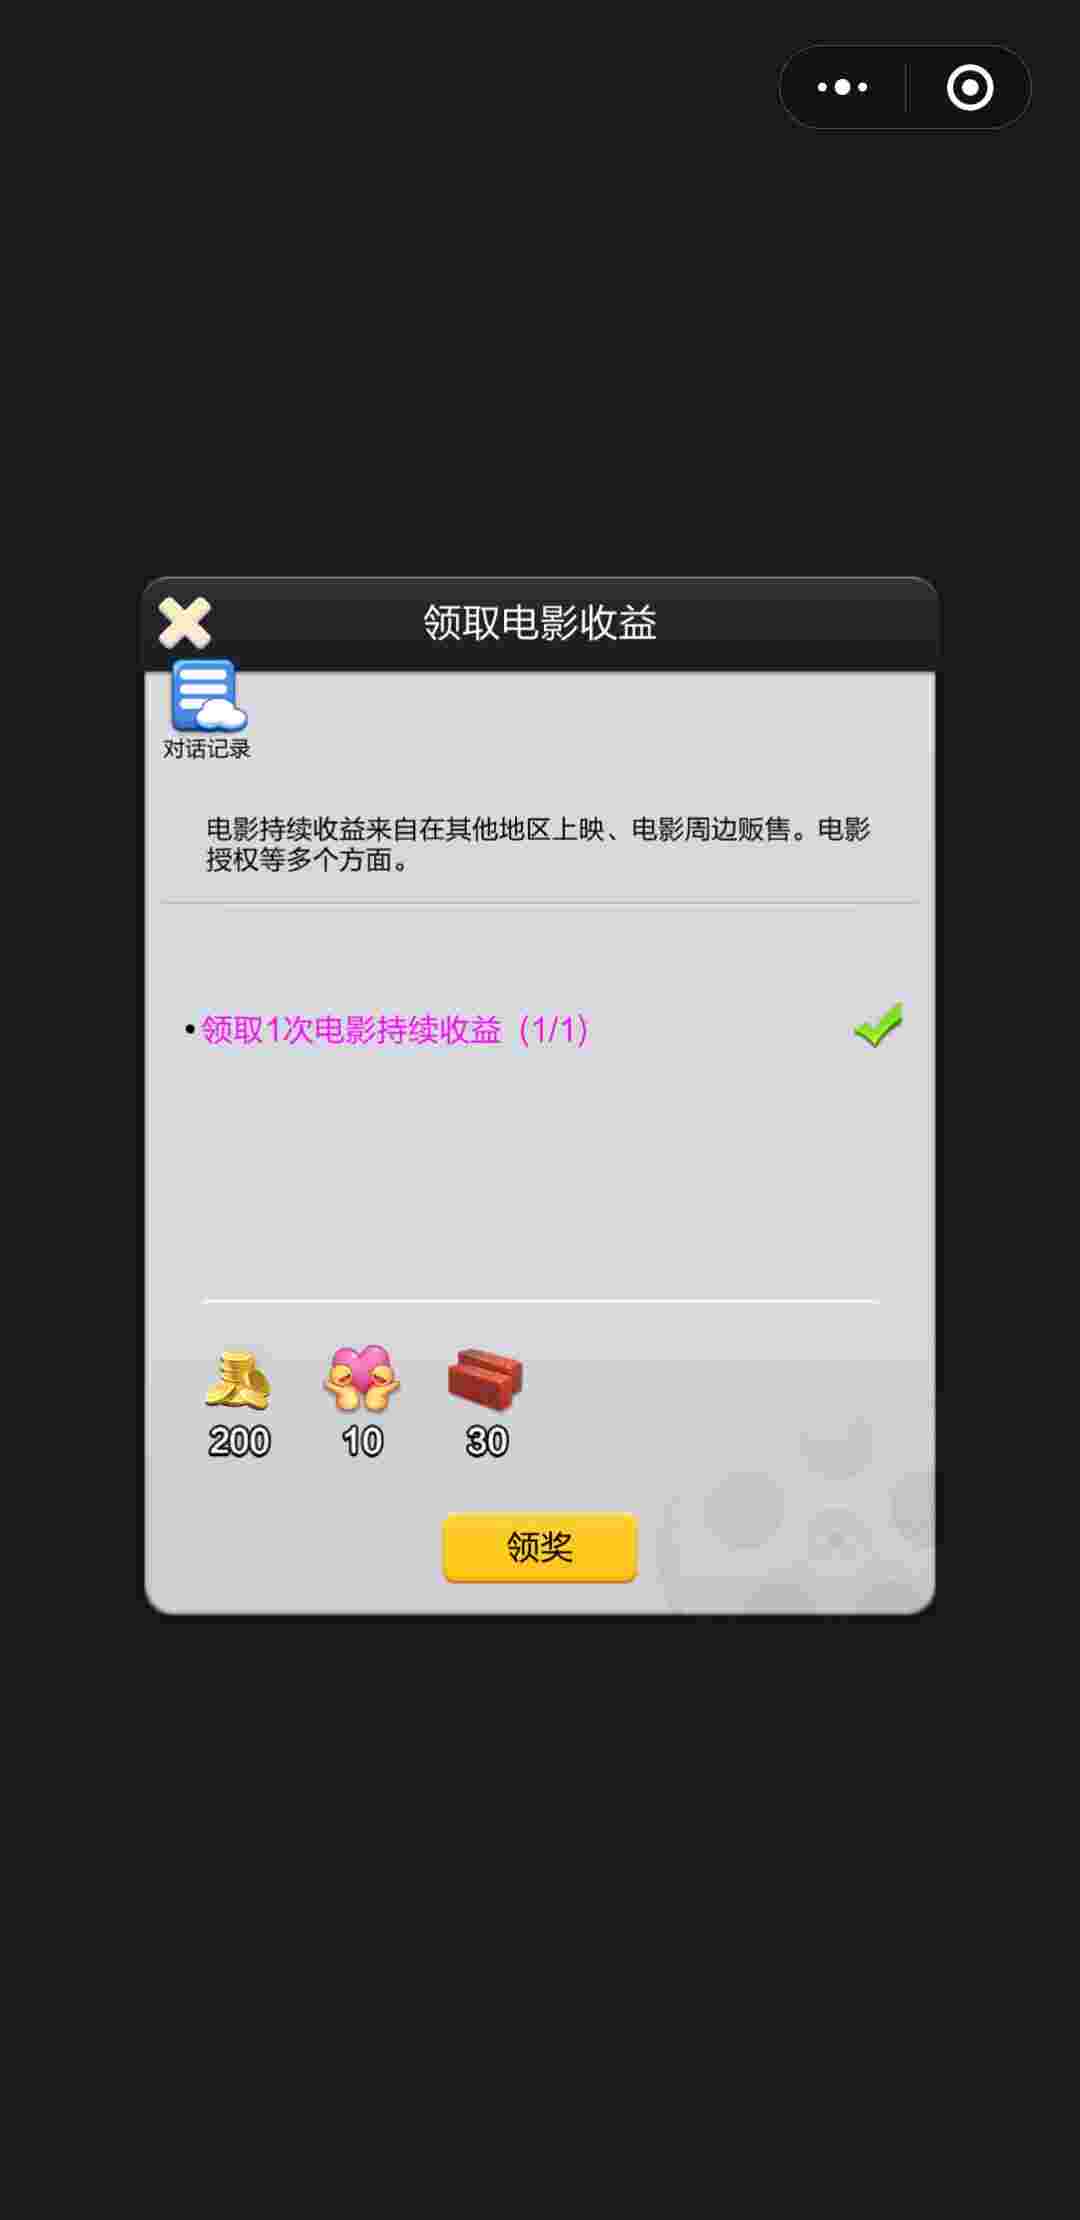 领取电影收益
对话记录
电影持续收益来自在其他地区上映、电影周边贩售。电影
授权等多个方面。
•领取1次电影持续收益 (1/1)
200 10 30
领奖